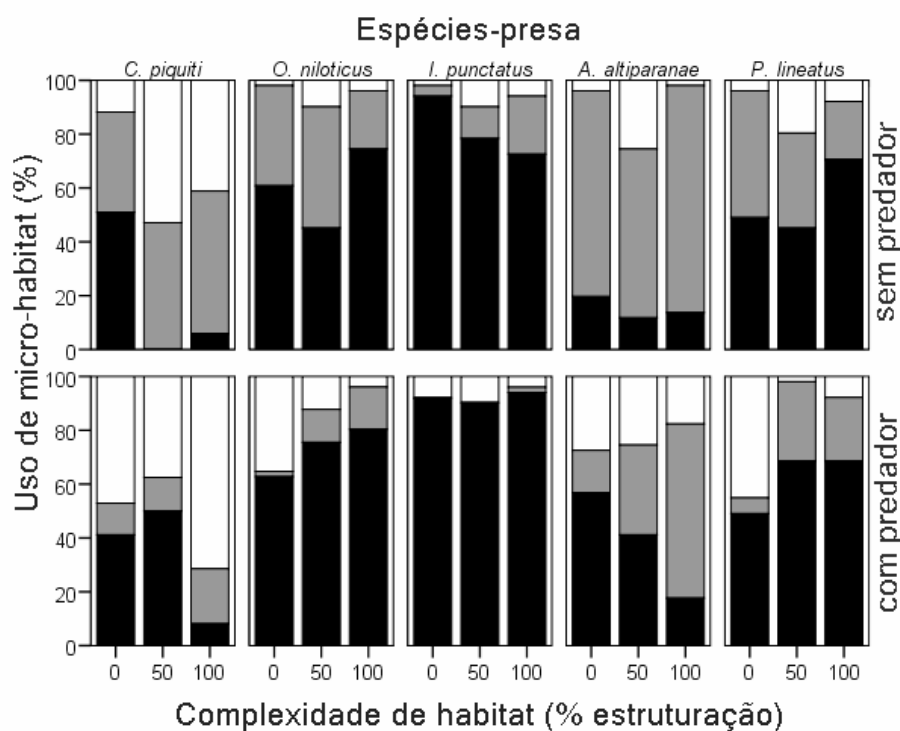 Espécies-presa
C. piquiti O. niloticus I. punctatus A. altiparanae P. lineatus
Uso de micro-habitat (%)
100
80
60
40
20
0
sem predador
100
80
60
40
20
0
com predador
0 50 100 0 50 100 0 50 100 0 50 100 0 50 100
Complexidade de habitat (% estruturação)